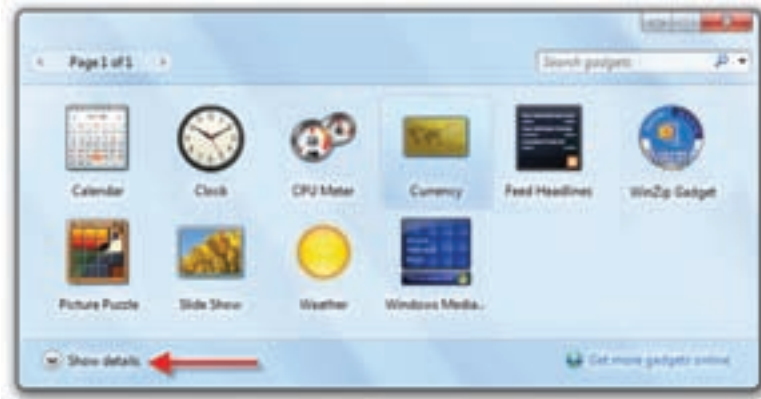 Page 1 of 1
Search gadgets
Calendar
Clock
CPU Meter
Currency
Feed Headlines
WinZip Gadget
Picture Puzzle
Slide Show
Weather
Windows Media...
Show details
Get more gadgets online